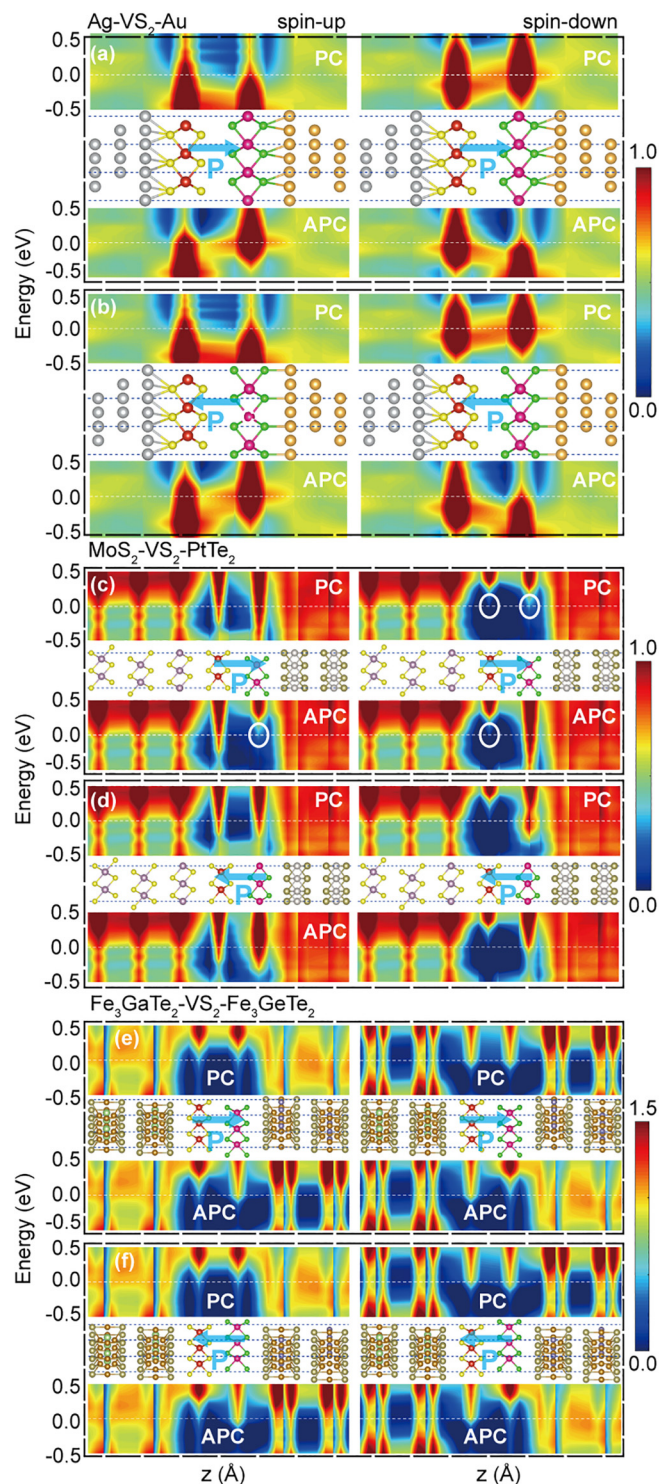 Ag-VS₂-Au spin-up spin-down
0.5 (a) PC PC
0.0
-0.5
P P
1.0
0.5 APC APC
0.0
-0.5
Energy (eV)
0.5 (b) PC PC
0.0
-0.5
P P
0.0
0.5 APC APC
0.0
-0.5
MoS₂-VS₂-PtTe₂
0.5 (c) PC PC
0.0
-0.5
P P
1.0
0.5 APC APC
0.0
-0.5
Energy (eV)
0.5 (d) PC PC
0.0
-0.5
P P
0.0
0.5 APC APC
0.0
-0.5
Fe₃GaTe₂-VS₂-Fe₃GeTe₂
0.5 (e)
0.0 PC PC
-0.5
P P
1.5
0.5
0.0
-0.5 APC APC
Energy (eV)
0.5 (f)
0.0 PC PC
-0.5
P P
0.0
0.5
0.0
-0.5 APC APC
z (Å) z (Å)